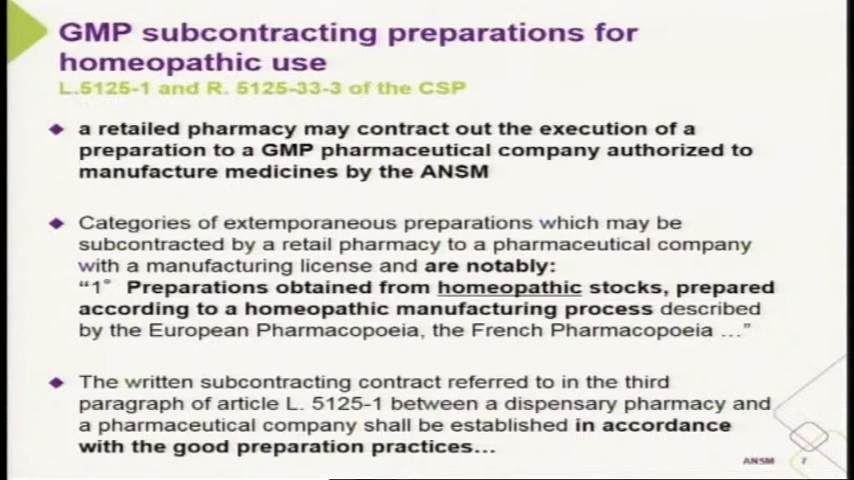 GMP subcontracting preparations for
homeopathic use
L.5125-1 and R. 5125-33-3 of the CSP
a retailed pharmacy may contract out the execution of a
preparation to a GMP pharmaceutical company authorized to
manufacture medicines by the ANSM
Categories of extemporaneous preparations which may be
subcontracted by a retail pharmacy to a pharmaceutical company
with a manufacturing license and are notably:
“1° Preparations obtained from homeopathic stocks, prepared
according to a homeopathic manufacturing process described
by the European Pharmacopoeia, the French Pharmacopoeia …”
The written subcontracting contract referred to in the third
paragraph of article L. 5125-1 between a dispensary pharmacy and
a pharmaceutical company shall be established in accordance
with the good preparation practices…
ANSM 7